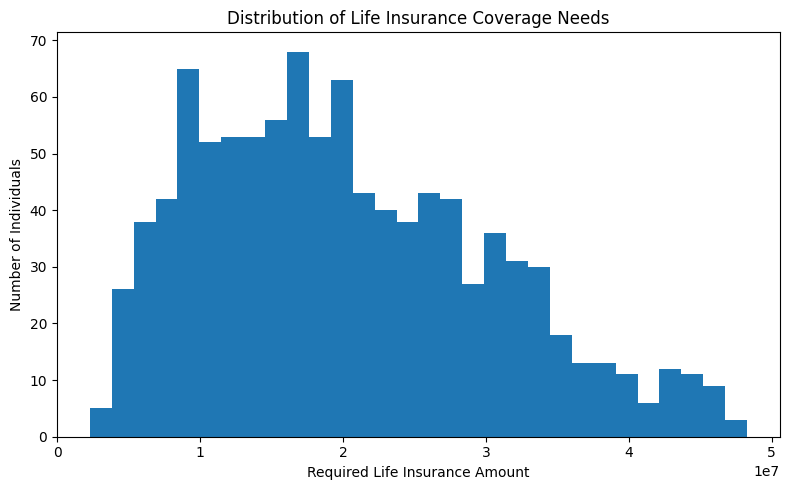 Distribution of Life Insurance Coverage Needs
70
60
50
40
30
20
10
0
Number of Individuals
0 1 2 3 4 5
1e7
Required Life Insurance Amount